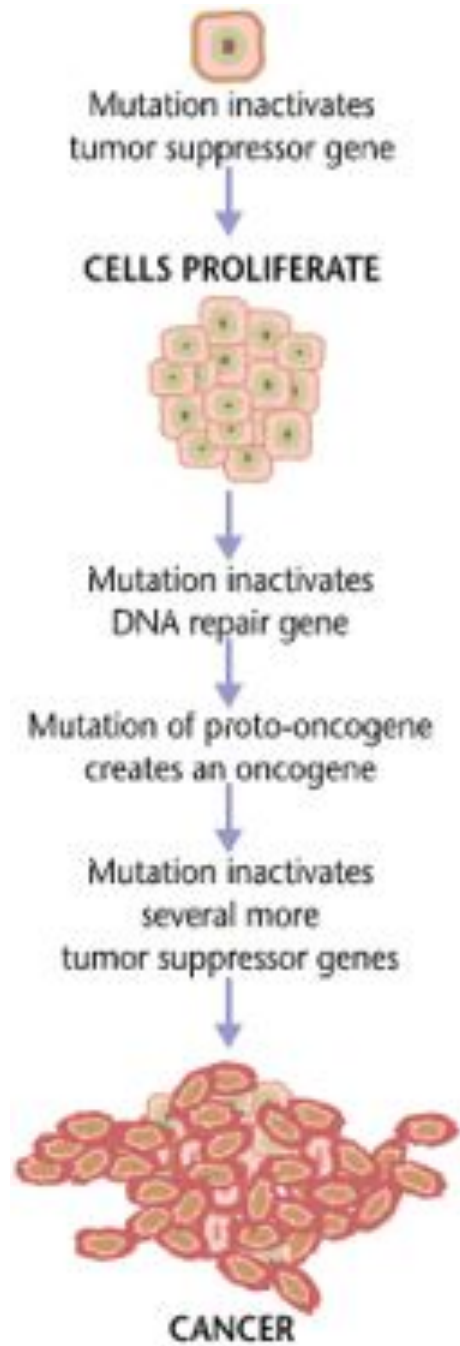 Mutation inactivates
tumor suppressor gene
CELLS PROLIFERATE
Mutation inactivates
DNA repair gene
Mutation of proto-oncogene
creates an oncogene
Mutation inactivates
several more
tumor suppressor genes
CANCER